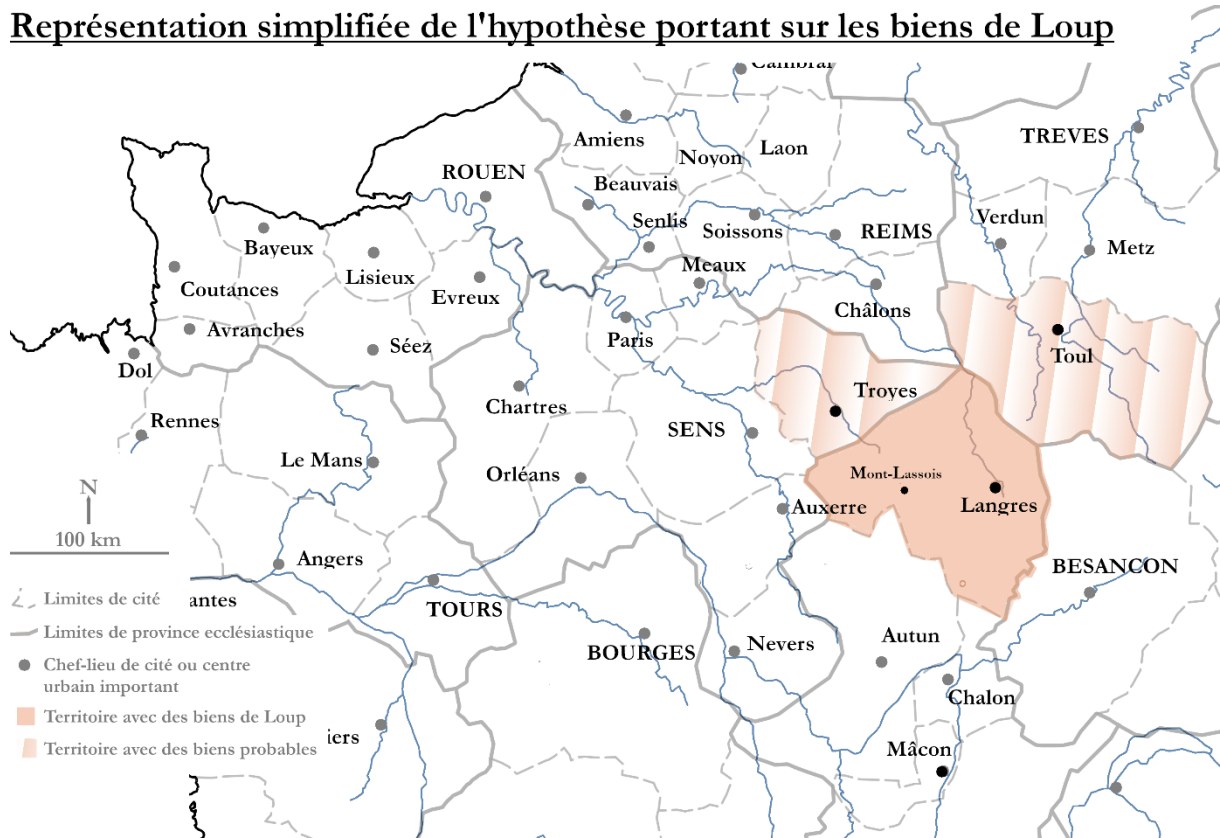 Représentation simplifiée de l'hypothèse portant sur les biens de Loup
Cambrai
Amiens
Noyon
Laon
TREVES
ROUEN
Beauvais
Senlis
Soissons
REIMS
Verdun
Metz
Bayeux
Lisieux
Evreux
Meaux
Coutances
Avranches
Séez
Paris
Châlons
Toul
Dol
Rennes
Chartres
Troyes
SENS
Le Mans
Orléans
Mont-Lassois
Auxerre
Langres
N
100 km
Angers
BESANCON
antes
TOURS
BOURGES
Nevers
Autun
Chalon
Mâcon
iers
Limites de cité
Limites de province ecclésiastique
Chef-lieu de cité ou centre
urbain important
Territoire avec des biens de Loup
Territoire avec des biens probables